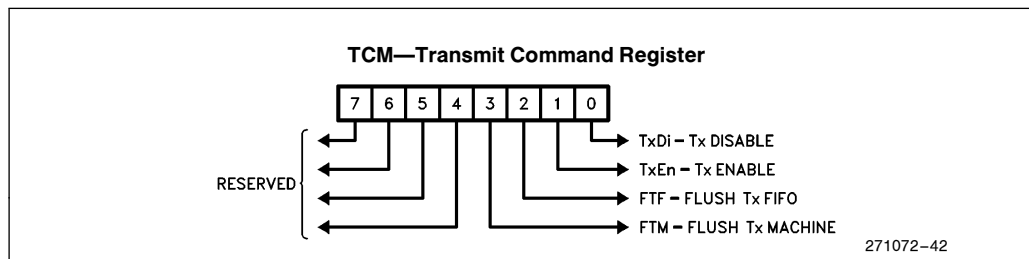 TCM—Transmit Command Register
7 6 5 4 3 2 1 0
TxDi – Tx DISABLE
TxEn – Tx ENABLE
RESERVED
FTF – FLUSH Tx FIFO
FTM – FLUSH Tx MACHINE
271072–42